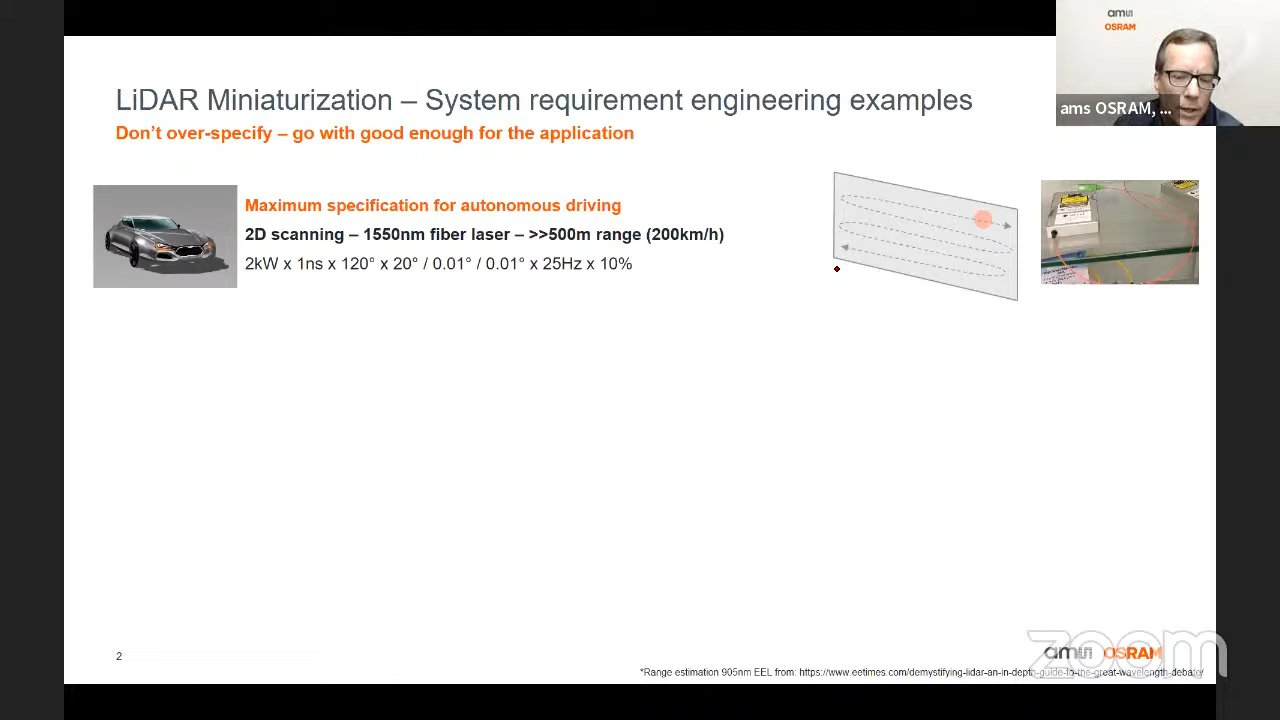 am
OSRAM
ams OSRAM, ...
LiDAR Miniaturization – System requirement engineering examples
Don't over-specify – go with good enough for the application
Maximum specification for autonomous driving
2D scanning – 1550nm fiber laser – >>500m range (200km/h)
2kW x 1ns x 120° x 20° / 0.01° / 0.01° x 25Hz x 10%
2
am OSRAM
zoom
*Range estimation 905nm EEL from: https://www.eetimes.com/demystifying-lidar-an-in-depth-guide-to-the-great-wavelength-debate/